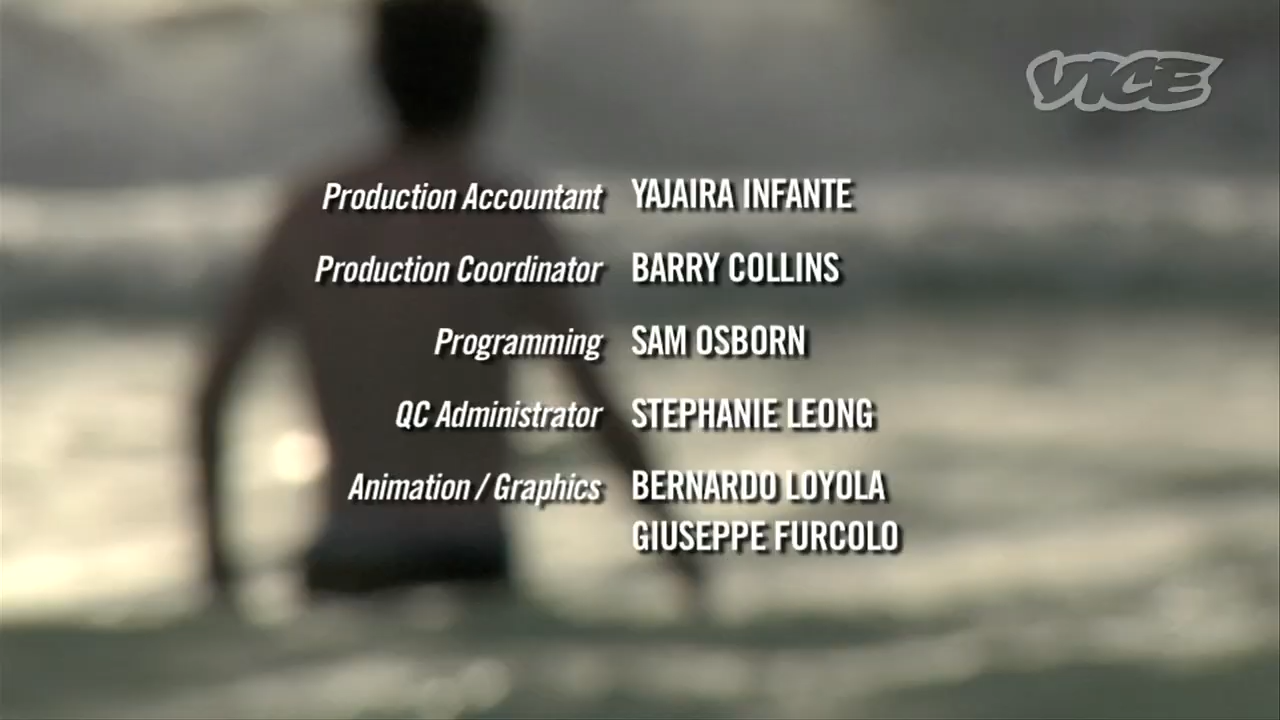 VICE
Production Accountant YAJAIRA INFANTE
Production Coordinator BARRY COLLINS
Programming SAM OSBORN
QC Administrator STEPHANIE LEONG
Animation / Graphics BERNARDO LOYOLA
GIUSEPPE FURCOLO